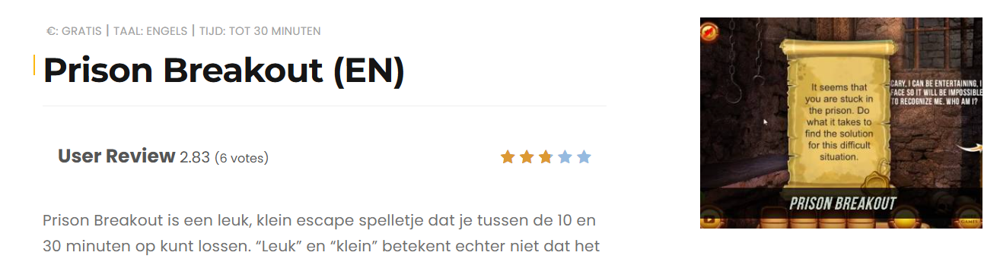 €: GRATIS | TAAL: ENGELS | TIJD: TOT 30 MINUTEN
Prison Breakout (EN)
User Review 2.83 (6 votes)
Prison Breakout is een leuk, klein escape spelletje dat je tussen de 10 en
30 minuten op kunt lossen. “Leuk” en “klein” betekent echter niet dat het
It seems that
you are stuck in
the prison. Do
what it takes to
find the solution
for this difficult
situation.
CARY, I CAN BE ENTERTAINING, I
FACE SO IT WILL BE IMPOSSIBLE
TO RECOGNIZE ME. WHO AM I?
PRISON BREAKOUT
GAMES